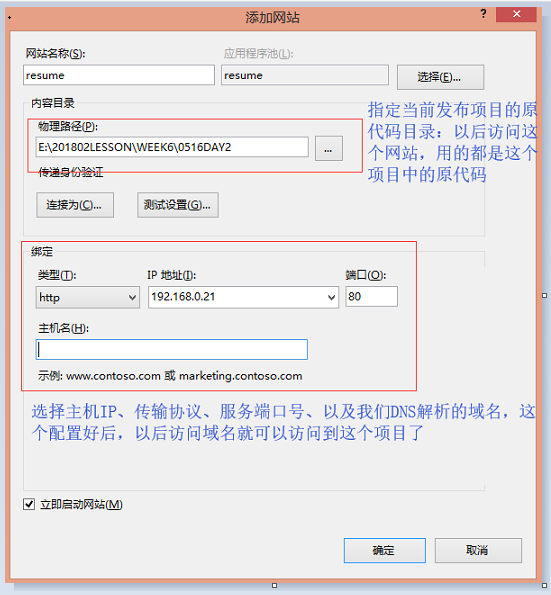 添加网站
?
网站名称(S):
应用程序池(L):
resume
resume
选择(E)...
内容目录
物理路径(P):
E:\201802LESSON\WEEK6\0516DAY2
...
传递身份验证
连接为(C)...
测试设置(G)...
指定当前发布项目的原
代码目录：以后访问这
个网站，用的都是这个
项目中的原代码
绑定
类型(T):
IP 地址(I):
端口(O):
http
192.168.0.21
80
主机名(H):
示例: www.contoso.com 或 marketing.contoso.com
选择主机IP、传输协议、服务端口号、以及我们DNS解析的域名，这
个配置好后，以后访问域名就可以访问到这个项目了
立即启动网站(M)
确定
取消